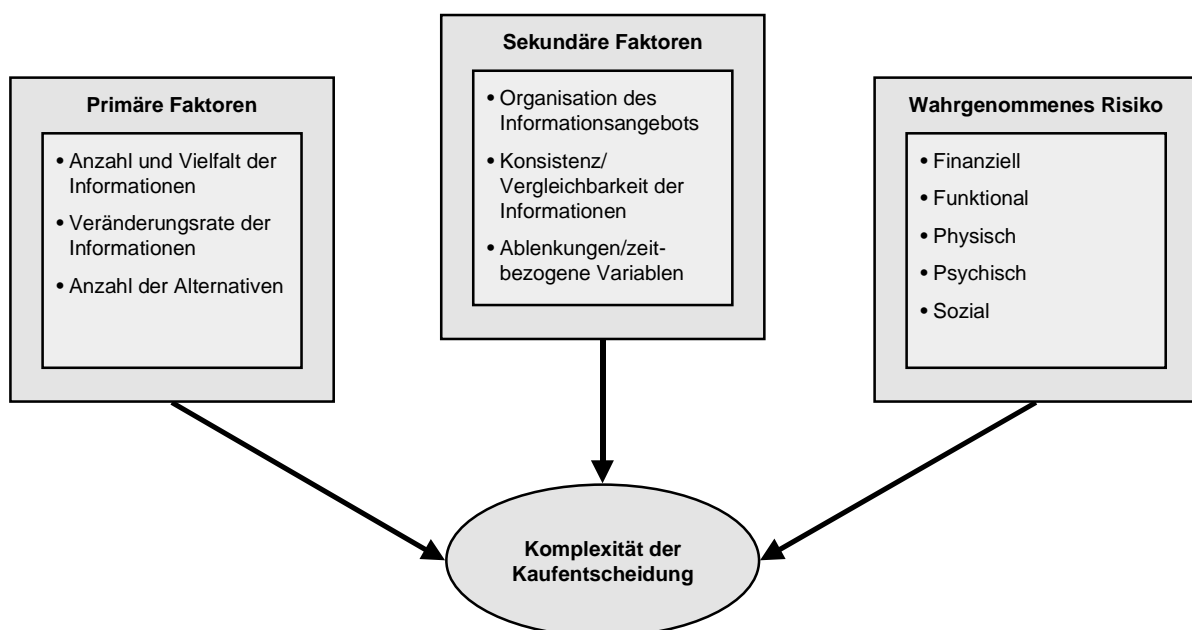 Primäre Faktoren
• Anzahl und Vielfalt der
Informationen
• Veränderungsrate der
Informationen
• Anzahl der Alternativen
Sekundäre Faktoren
• Organisation des
Informationsangebots
• Konsistenz/
Vergleichbarkeit der
Informationen
• Ablenkungen/zeit-
bezogene Variablen
Wahrgenommenes Risiko
• Finanziell
• Funktional
• Physisch
• Psychisch
• Sozial
Komplexität der
Kaufentscheidung